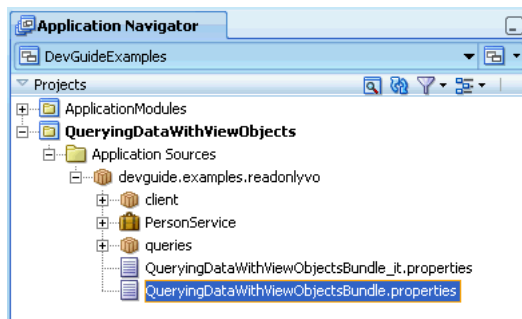 Application Navigator
DevGuideExamples
Projects
ApplicationModules
QueryingDataWithViewObjects
Application Sources
devguide.examples.readonlyvo
client
PersonService
queries
QueryingDataWithViewObjectsBundle_it.properties
QueryingDataWithViewObjectsBundle.properties